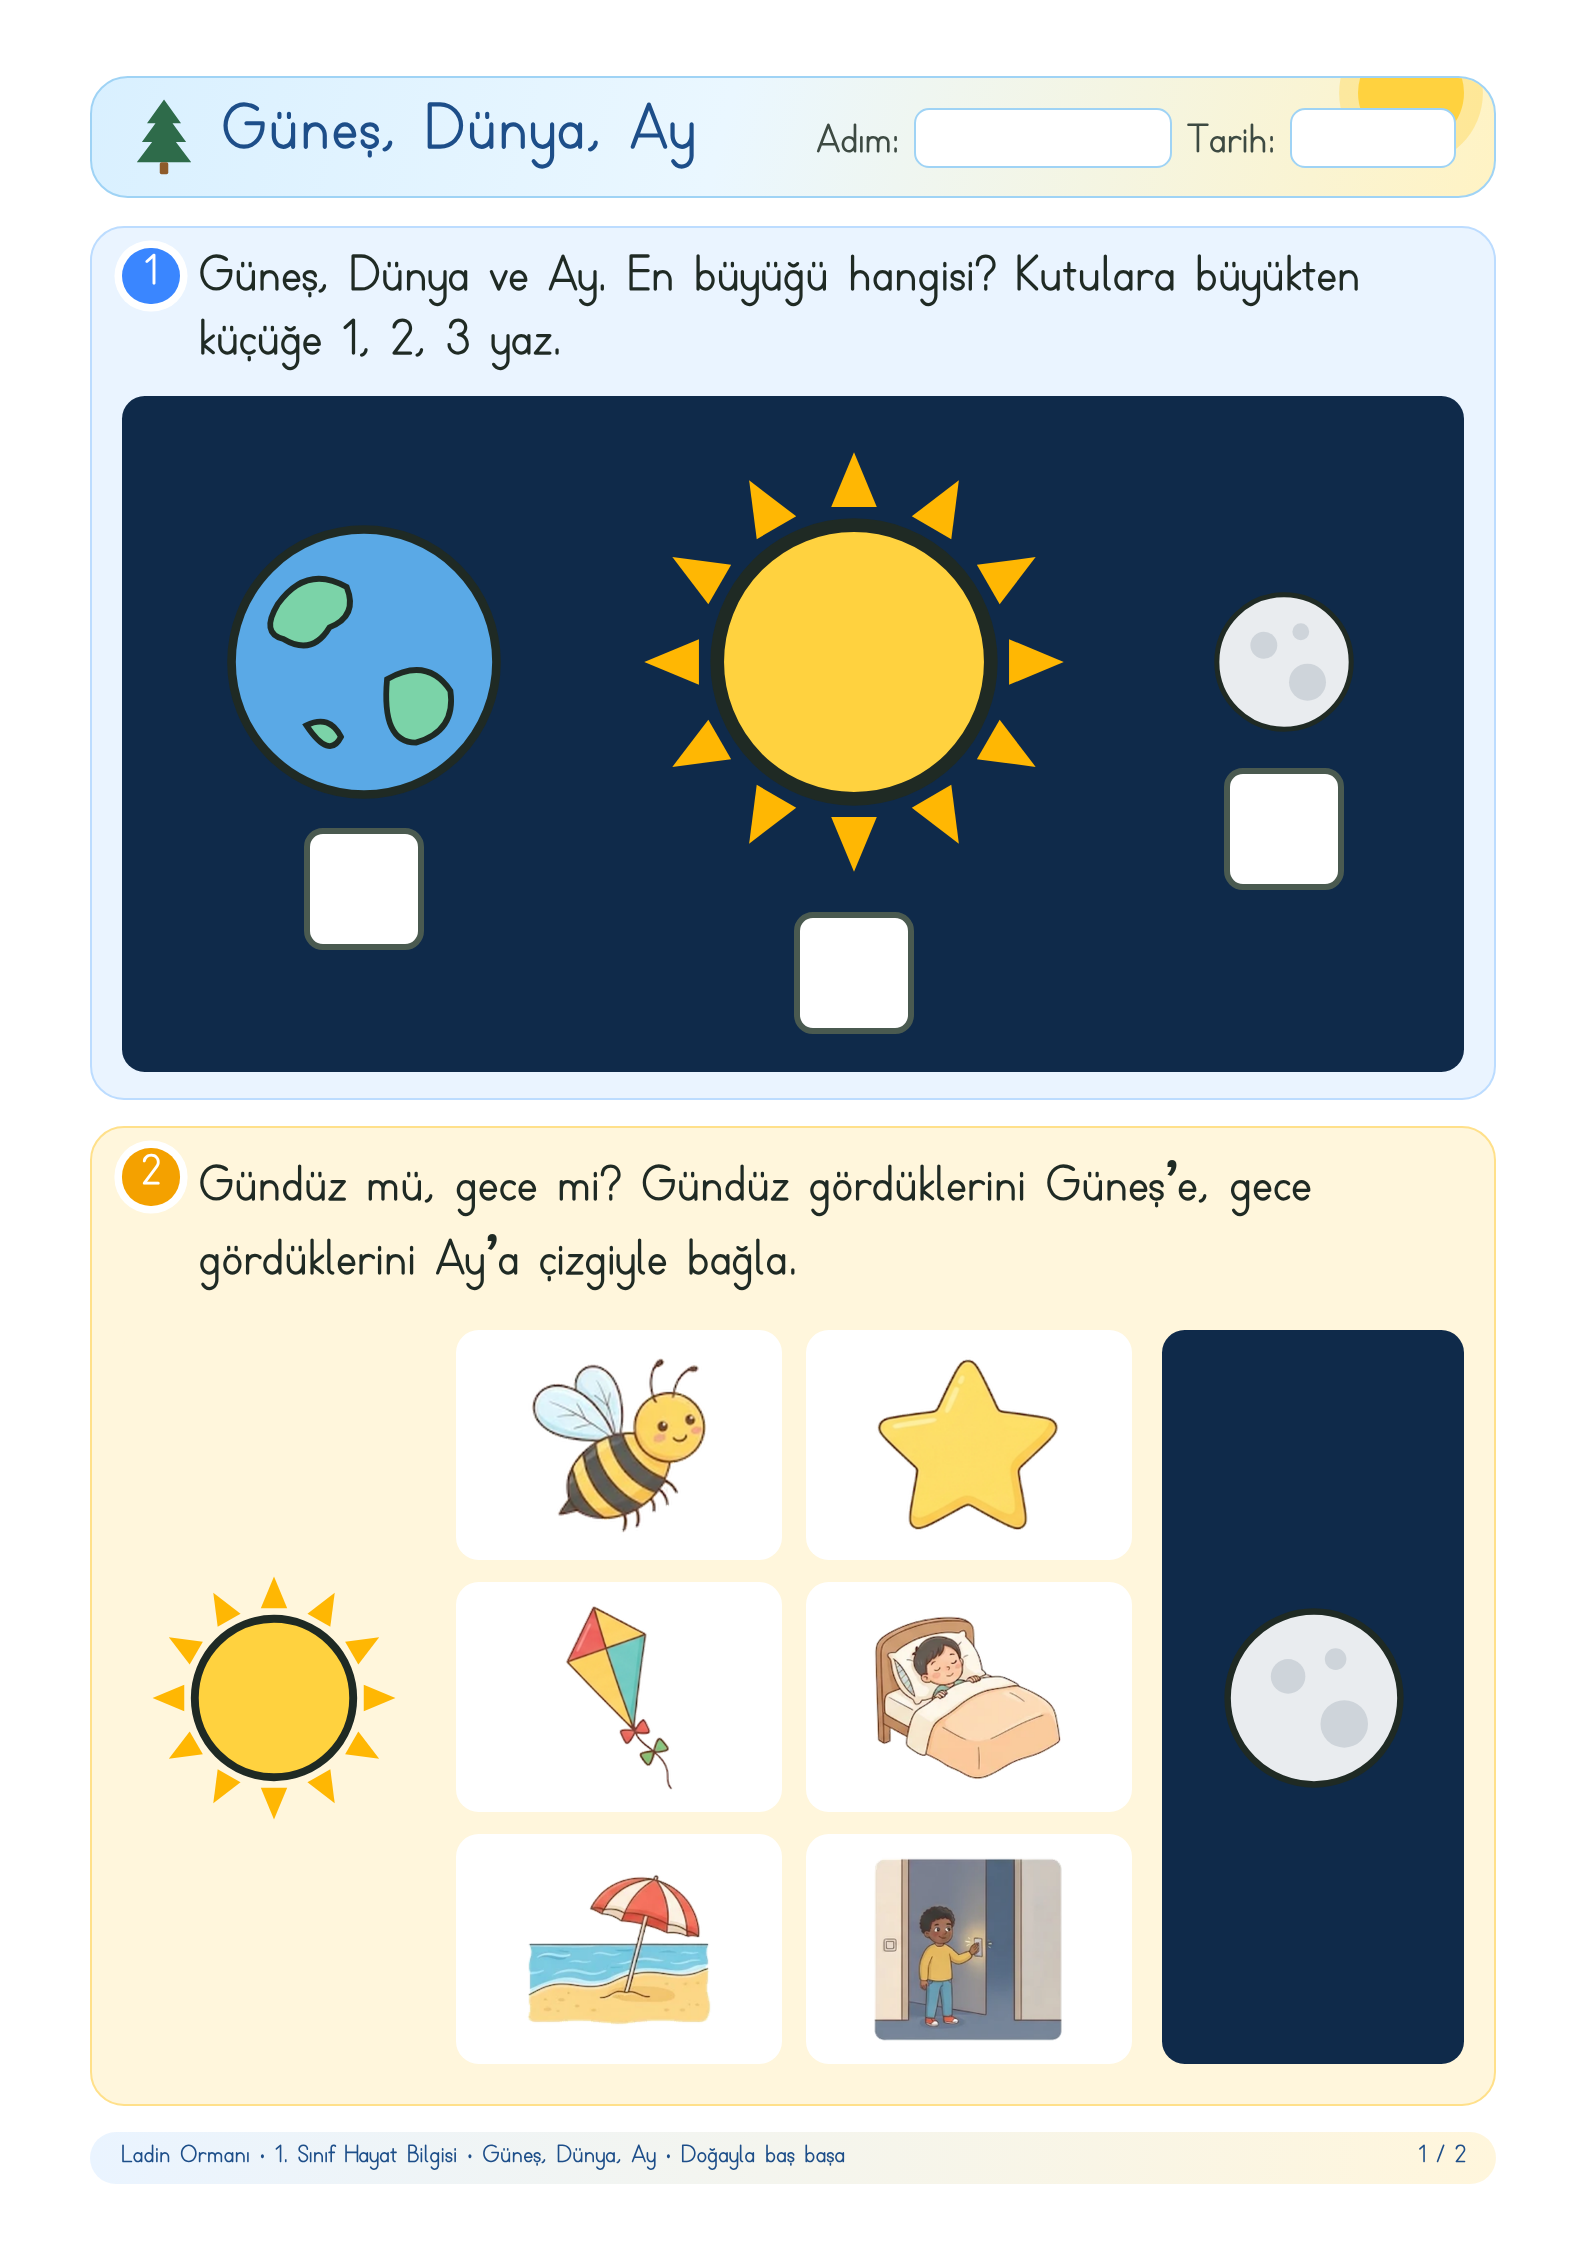 Güneş, Dünya, Ay
Adım:
Tarih:
1
Güneş, Dünya ve Ay. En büyüğü hangisi? Kutulara büyükten
küçüğe 1, 2, 3 yaz.
2
Gündüz mü, gece mi? Gündüz gördüklerini Güneş’e, gece
gördüklerini Ay’a çizgiyle bağla.
Ladin Ormanı • 1. Sınıf Hayat Bilgisi • Güneş, Dünya, Ay • Doğayla baş başa
1 / 2